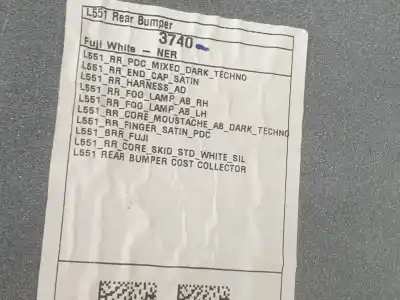 L551 Rear Bumper
3740
Fuji White - NER
L551_RR_PDC_MIXED_DARK_TECHNO
L551_RR_END_CAP_SATIN
L551_RR_HARNESS_AD
L551_RR_FOG_LAMP_AB_RH
L551_RR_FOG_LAMP_AB_LH
L551_RR_CORE_MOUSTACHE_AB_DARK_TECHNO
L551_RR_FINGER_SATIN_PDC
L551_BRR_FUJI
L551_RR_CORE_SKID_STD_WHITE_SIL
L551 REAR BUMPER COST COLLECTOR